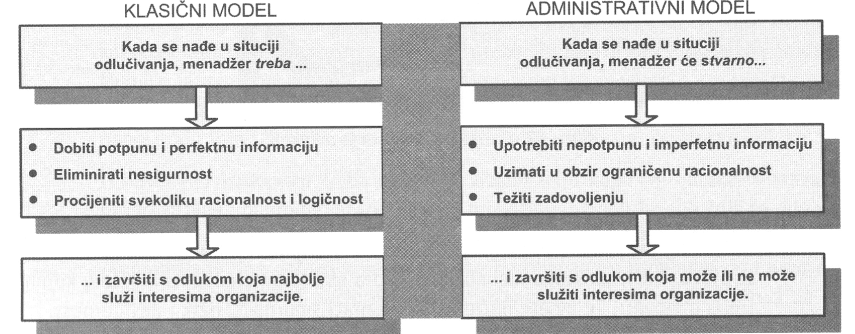 KLASIČNI MODEL
Kada se nađe u situciji
odlučivanja, menadžer treba ...
● Dobiti potpunu i perfektnu informaciju
● Eliminirati nesigurnost
● Procijeniti svekoliku racionalnost i logičnost
... i završiti s odlukom koja najbolje
služi interesima organizacije.
ADMINISTRATIVNI MODEL
Kada se nađe u situciji
odlučivanja, menadžer će stvarno...
● Upotrebiti nepotpunu i imperfetnu informaciju
● Uzimati u obzir ograničenu racionalnost
● Težiti zadovoljenju
... i završiti s odlukom koja može ili ne može
služiti interesima organizacije.